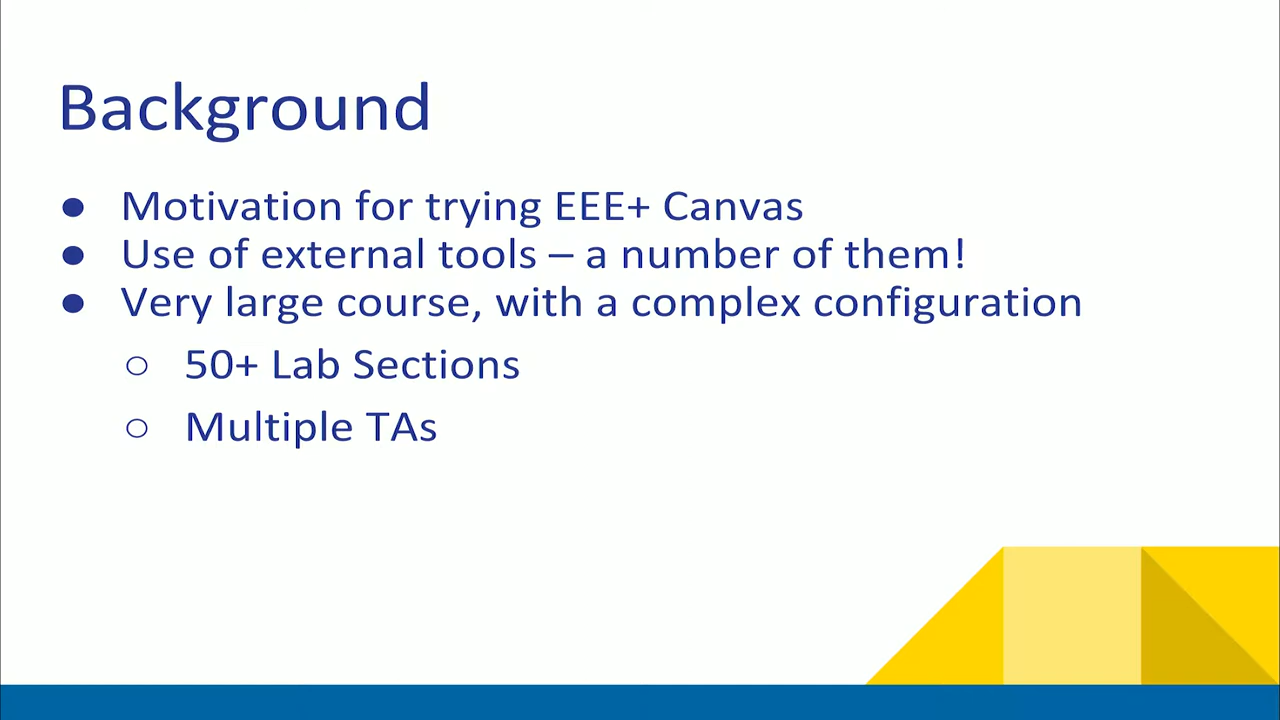 Background
● Motivation for trying EEE+ Canvas
● Use of external tools – a number of them!
● Very large course, with a complex configuration
○ 50+ Lab Sections
○ Multiple TAs